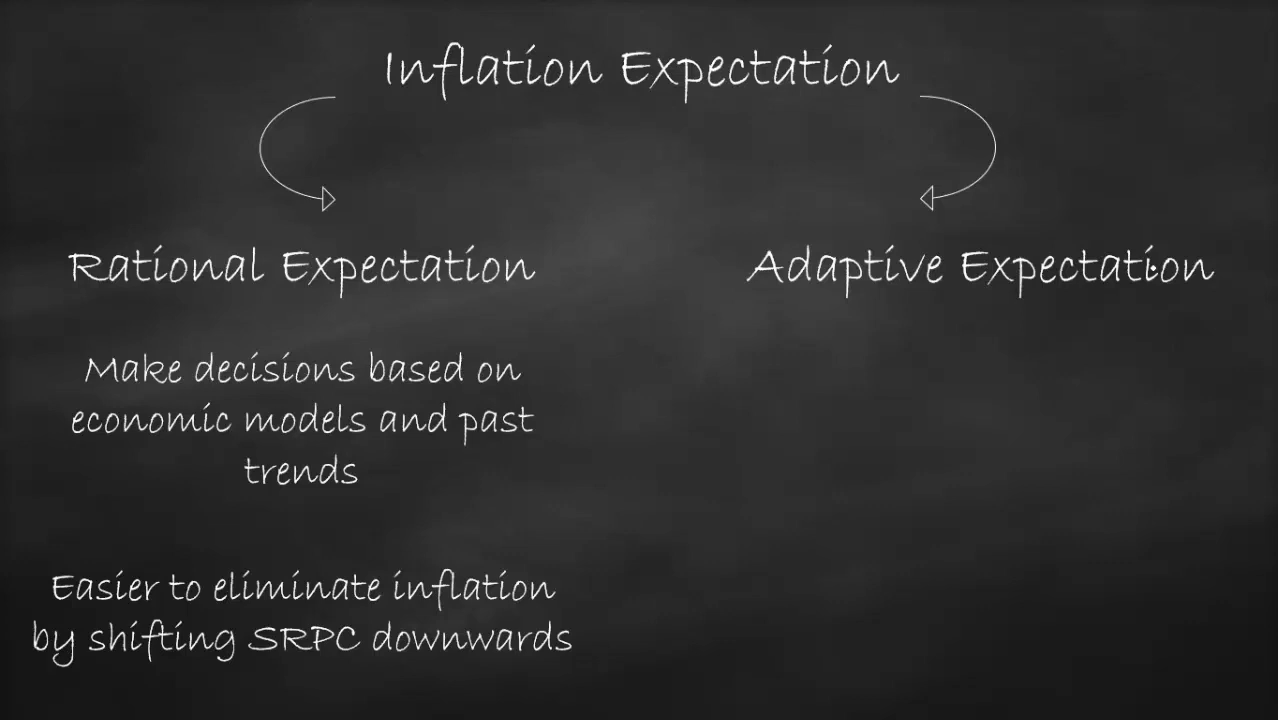 Inflation Expectation
Rational Expectation
Adaptive Expectation
Make decisions based on
economic models and past
trends
Easier to eliminate inflation
by shifting SRPC downwards